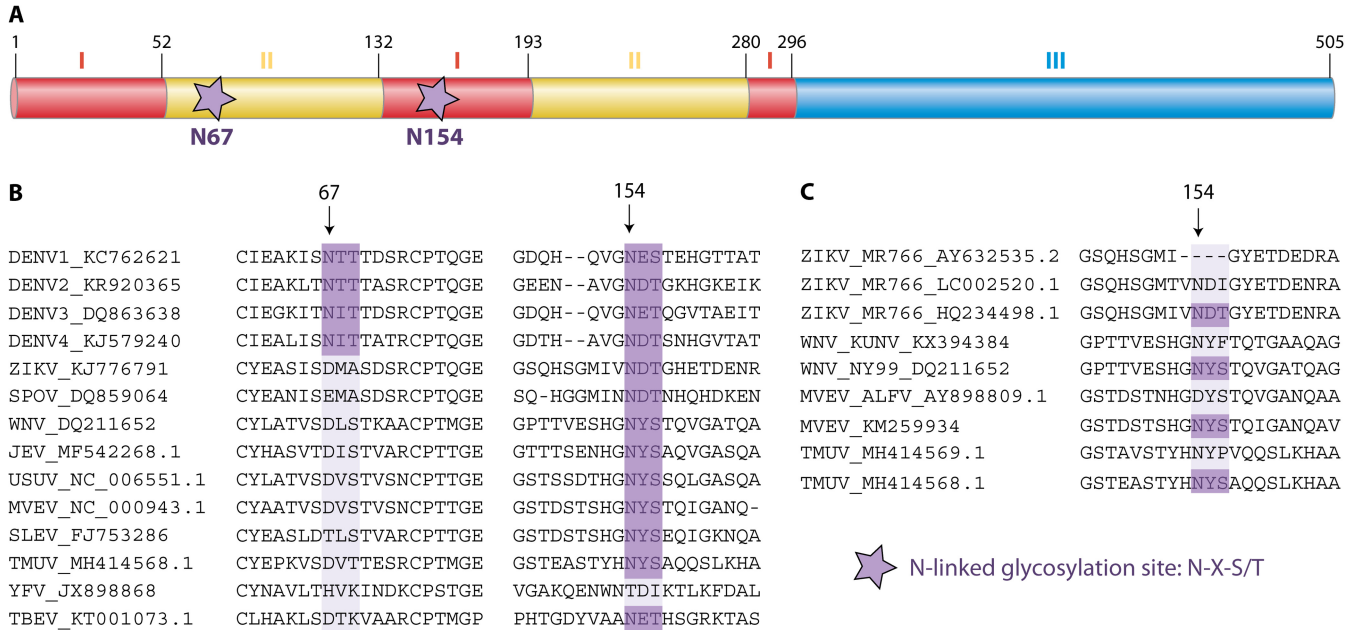 A
1 52 132 193 280 296 505
I II I II I III
N67 N154
B
67 154
DENV1_KC762621 CIEAKISNTTTDSRCPTQGE GDQH--QVGNESTEHGTTAT
DENV2_KR920365 CIEAKLTNTTTASRCPTQGE GEEN--AVGNDTGKHGKEIK
DENV3_DQ863638 CIEGKITNITTDSRCPTQGE GDQH--QVGNETQGVTAEIT
DENV4_KJ579240 CIEALISNITTATRCPTQGE GDTH--AVGNDTSNHGVTAT
ZIKV_KJ776791 CYEASISDMASDSRCPTQGE GSQHSGMIVNDTGHETDENR
SPOV_DQ859064 CYEANISEMASDSRCPTQGE SQ-HGGMINNDTNHQHDKEN
WNV_DQ211652 CYLATVSDLSTKAACPTMGE GPTTVESHGNYSTQVGATQA
JEV_MF542268.1 CYHASVTDISTVARCPTTGE GTTTSENHGNYSAQVGASQA
USUV_NC_006551.1 CYLATVSDVSTVSNCPTTGE GSTSSDTHGNYSSQLGASQA
MVEV_NC_000943.1 CYAATVSDVSTVSNCPTTGE GSTDSTSHGNYSTQIGANQ-
SLEV_FJ753286 CYEASLDTLSTVARCPTTGE GSTDSTSHGNYSEQIGKNQA
TMUV_MH414568.1 CYEPKVSDVTTESRCPTMGE GSTEASTYHNYSAQQSLKHA
YFV_JX898868 CYNAVLTHVKINDKCPSTGE VGAKQENWNTDIKTLKFDAL
TBEV_KT001073.1 CLHAKLSDTKVAARCPTMGP PHTGDYVAANETHSGRKTAS
C
154
ZIKV_MR766_AY632535.2 GSQHSGMI----GYETDEDRA
ZIKV_MR766_LC002520.1 GSQHSGMTVNDIGYETDENRA
ZIKV_MR766_HQ234498.1 GSQHSGMIVNDTGYETDENRA
WNV_KUNV_KX394384 GPTTVESHGNYFTQTGAAQAG
WNV_NY99_DQ211652 GPTTVESHGNYSTQVGATQAG
MVEV_ALFV_AY898809.1 GSTDSTNHGDYSTQVGANQAA
MVEV_KM259934 GSTDSTSHGNYSTQIGANQAV
TMUV_MH414569.1 GSTAVSTYHNYPVQQSLKHAA
TMUV_MH414568.1 GSTEASTYHNYSAQQSLKHAA
N-linked glycosylation site: N-X-S/T